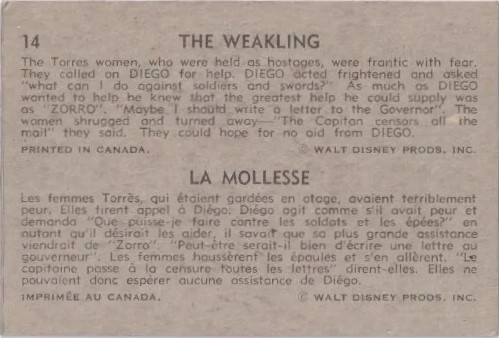 14 THE WEAKLING
The Torres women, who were held as hostages, were frantic with fear.
They called on DIEGO for help. DIEGO acted frightened and asked
"what can I do against soldiers and swords?" As much as DIEGO
wanted to help he knew that the greatest help he could supply was
as "ZORRO". "Maybe I should write a letter to the Governor". The
women shrugged and turned away—"The Capitan censors all the
mail" they said. They could hope for no aid from DIEGO.
PRINTED IN CANADA. © WALT DISNEY PRODS. INC.
LA MOLLESSE
Les femmes Torrès, qui étaient gardées en otage, avaient terriblement
peur. Elles firent appel à Diégo. Diégo agit comme s'il avait peur et
demanda "Que puisse-je faire contre les soldats et les épées?" en
autant qu'il désirait les aider, il savait que sa plus grande assistance
viendrait de "Zorro". "Peut-être serait-il bien d'écrire une lettre au
gouverneur". Les femmes haussèrent les épaules et s'en allèrent. "Le
capitaine passe à la censure toutes les lettres" dirent-elles. Elles ne
pouvaient donc espérer aucune assistance de Diégo.
IMPRIMÉE AU CANADA. © WALT DISNEY PRODS. INC.